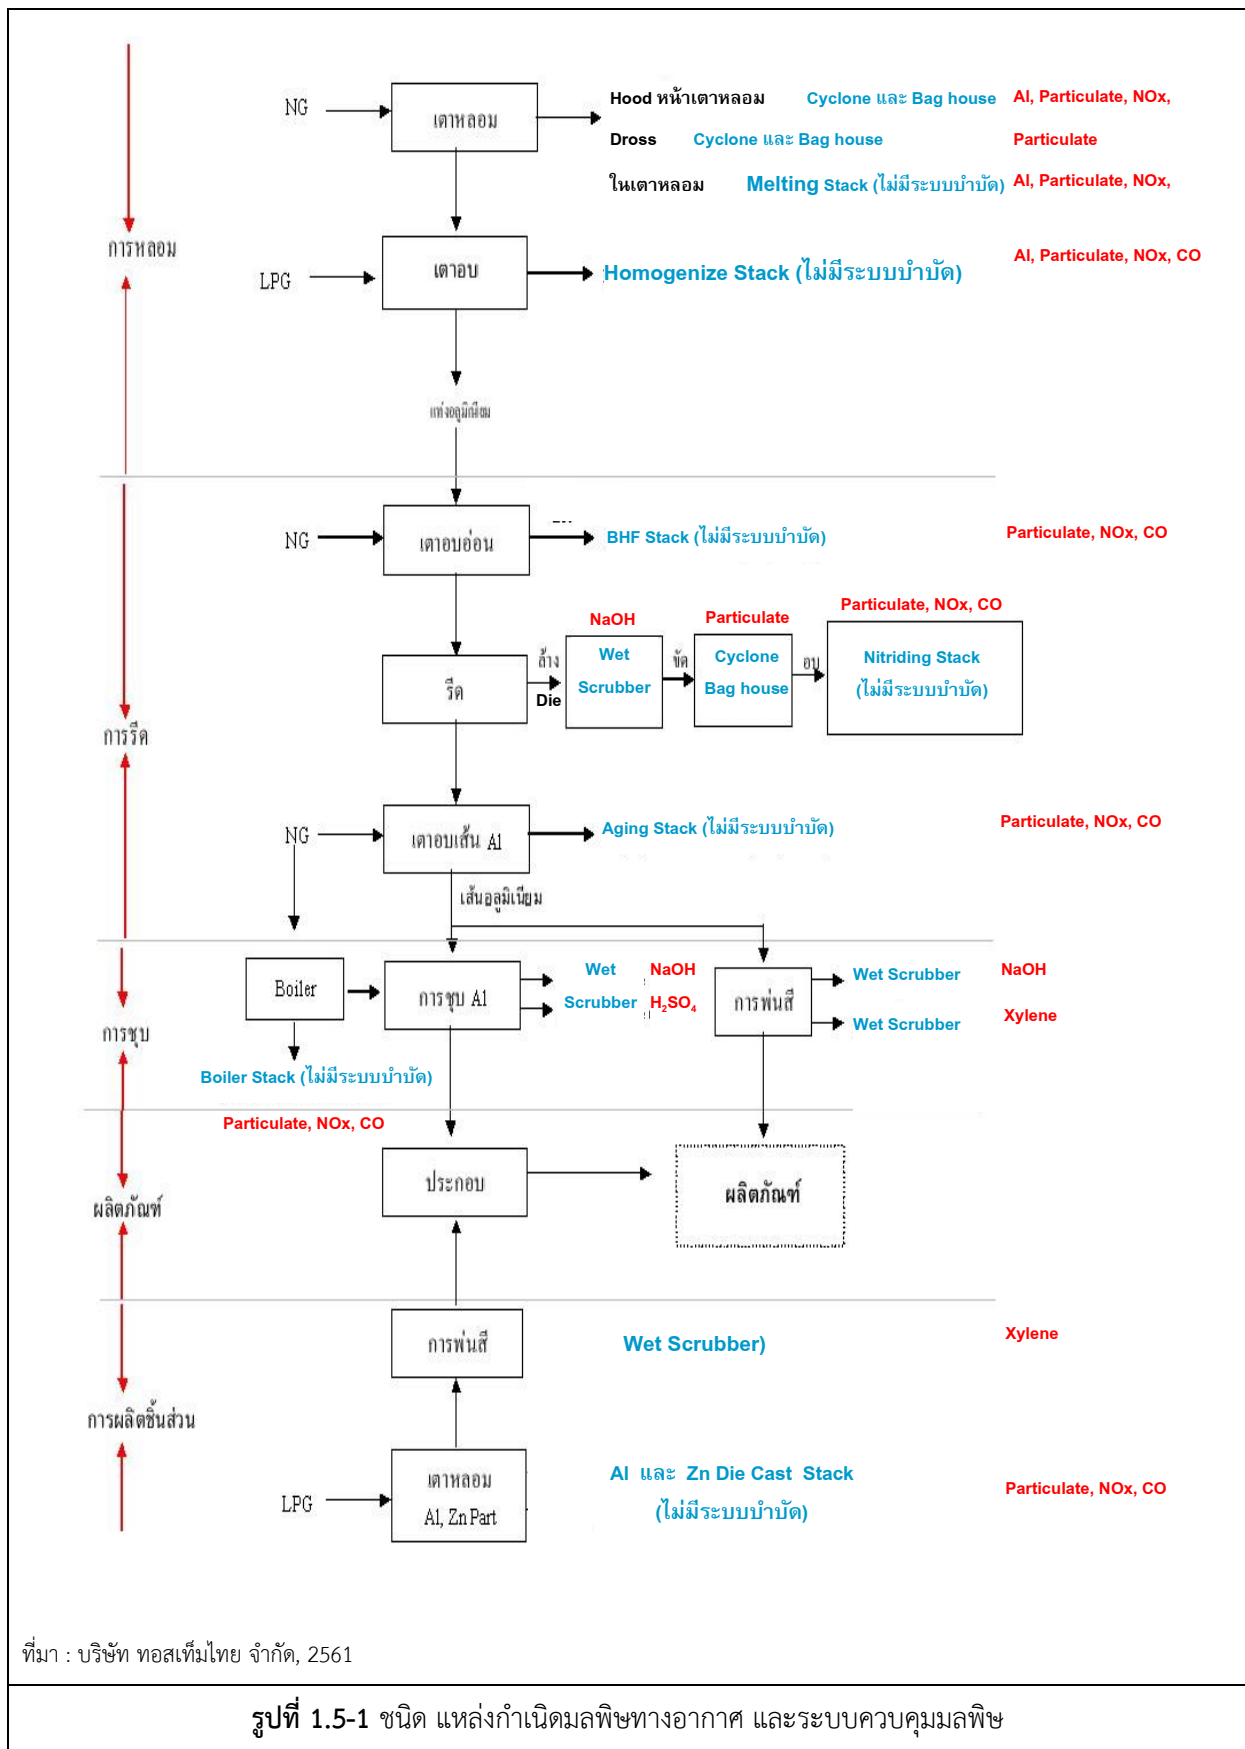 NG
เตาหลอม
Hood หน้าเตาหลอม Cyclone และ Bag house Al, Particulate, NOx,
Dross Cyclone และ Bag house Particulate
ในเตาหลอม Melting Stack (ไม่มีระบบบำบัด) Al, Particulate, NOx,
การหลอม
LPG
เตาอบ
Homogenize Stack (ไม่มีระบบบำบัด)
Al, Particulate, NOx, CO
แท่งอลูมิเนียม
NG
เตาอบอ่อน
BHF Stack (ไม่มีระบบบำบัด)
Particulate, NOx, CO
รีด
ล้าง
Die
NaOH
Wet
Scrubber
ขัด
Particulate
Cyclone
Bag house
อบ
Particulate, NOx, CO
Nitriding Stack
(ไม่มีระบบบำบัด)
การรีด
NG
เตาอบเส้น Al
Aging Stack (ไม่มีระบบบำบัด)
Particulate, NOx, CO
เส้นอลูมิเนียม
Boiler
การชุบ Al
Wet NaOH
Scrubber H₂SO₄
การพ่นสี
Wet Scrubber NaOH
Wet Scrubber Xylene
การชุบ
Boiler Stack (ไม่มีระบบบำบัด)
Particulate, NOx, CO
ประกอบ
ผลิตภัณฑ์
ผลิตภัณฑ์
การพ่นสี
Wet Scrubber)
Xylene
การผลิตชิ้นส่วน
LPG
เตาหลอม
Al, Zn Part
Al และ Zn Die Cast Stack
(ไม่มีระบบบำบัด)
Particulate, NOx, CO
ที่มา : บริษัท ทอสเท็มไทย จำกัด, 2561
รูปที่ 1.5-1 ชนิด แหล่งกำเนิดมลพิษทางอากาศ และระบบควบคุมมลพิษ